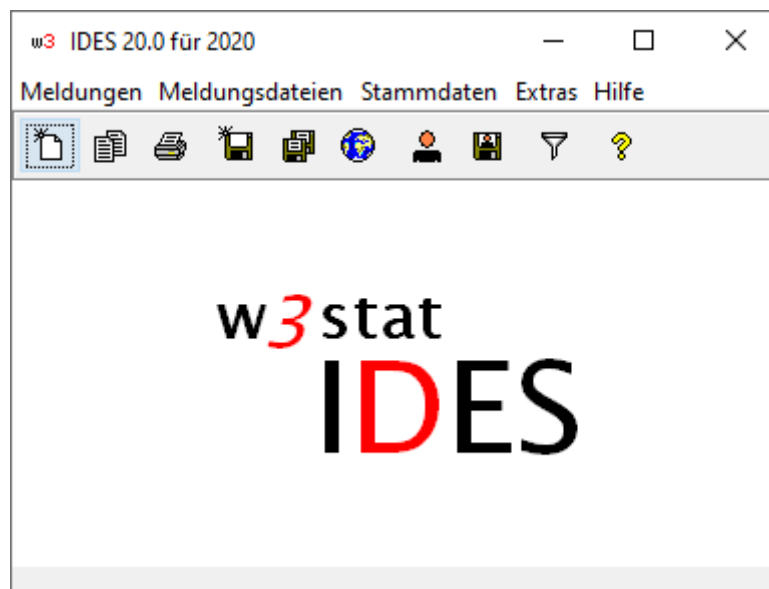 w3 IDES 20.0 für 2020
Meldungen Meldungsdateien Stammdaten Extras Hilfe
w3stat
IDES